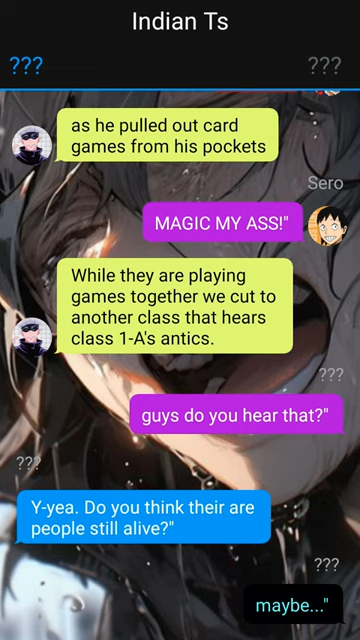 Indian Ts
???
???
as he pulled out card
games from his pockets
Sero
MAGIC MY ASS!"
While they are playing
games together we cut to
another class that hears
class 1-A's antics.
???
guys do you hear that?"
???
Y-yea. Do you think their are
people still alive?"
???
maybe..."